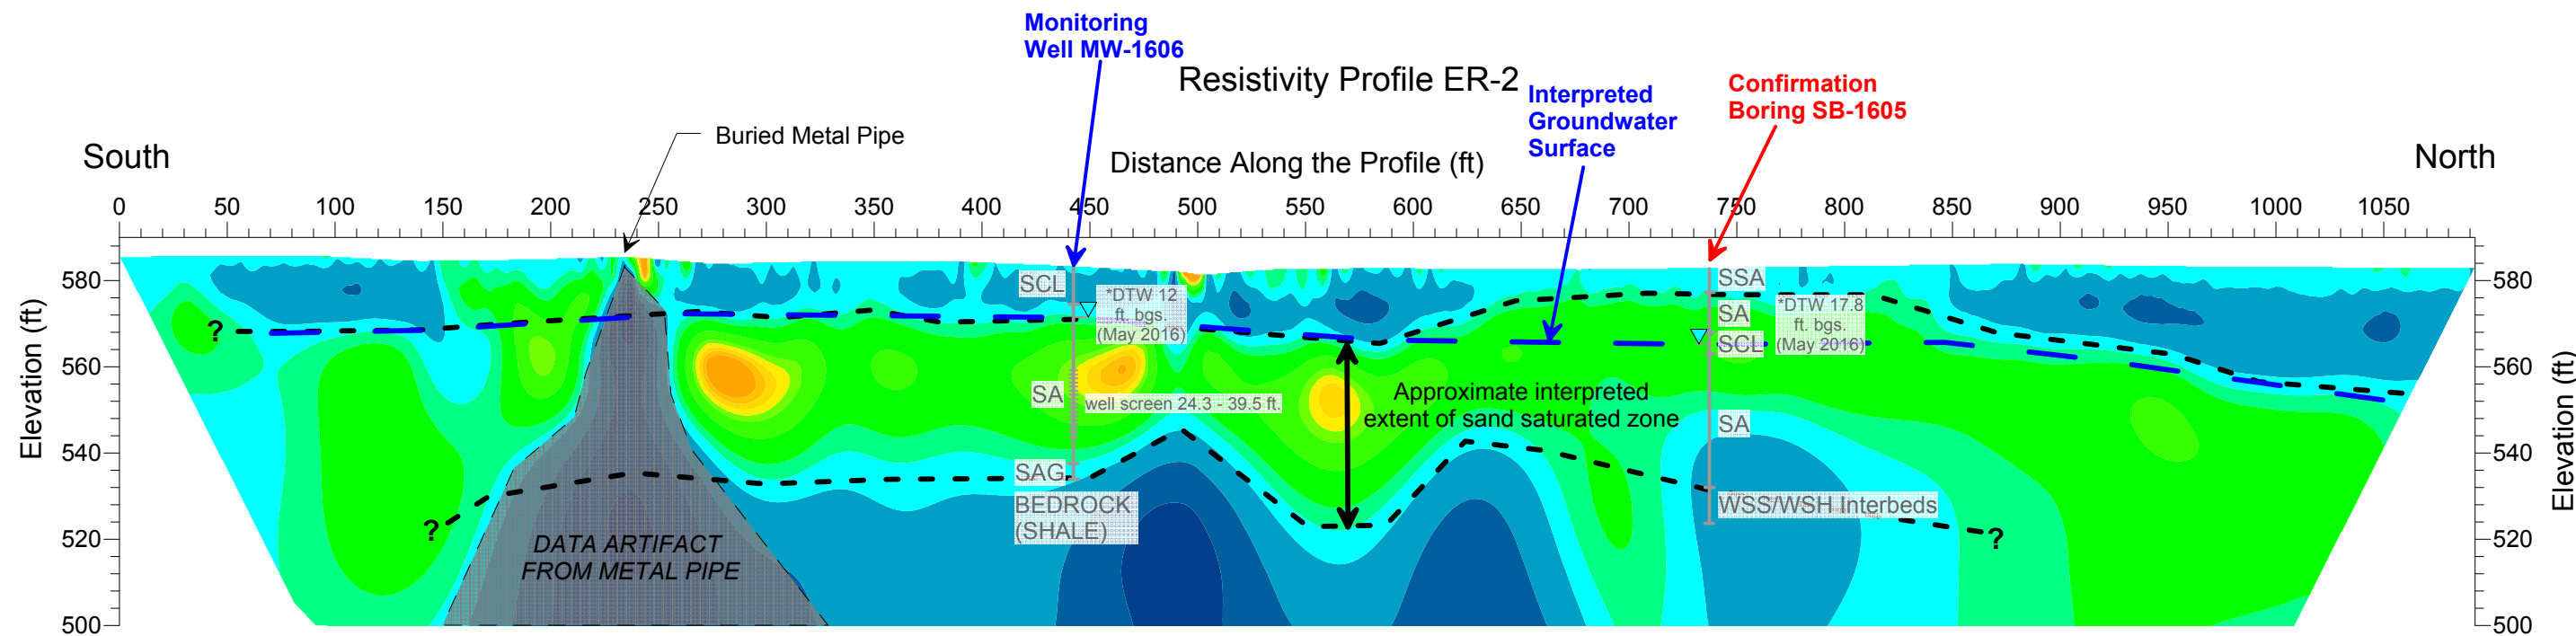 Monitoring
Well MW-1606
Resistivity Profile ER-2
Interpreted
Groundwater
Surface
Confirmation
Boring SB-1605
Buried Metal Pipe
South
Distance Along the Profile (ft)
North
0 50 100 150 200 250 300 350 400 450 500 550 600 650 700 750 800 850 900 950 1000 1050
Elevation (ft)
580
560
540
520
500
SCL
*DTW 12
ft. bgs.
(May 2016)
SA
well screen 24.3 - 39.5 ft.
SAG
BEDROCK
(SHALE)
?
?
DATA ARTIFACT
FROM METAL PIPE
Approximate interpreted
extent of sand saturated zone
SSA
SA
*DTW 17.8
ft. bgs.
(May 2016)
SCL
SA
WSS/WSH Interbeds
?
580
560
540
520
500
Elevation (ft)